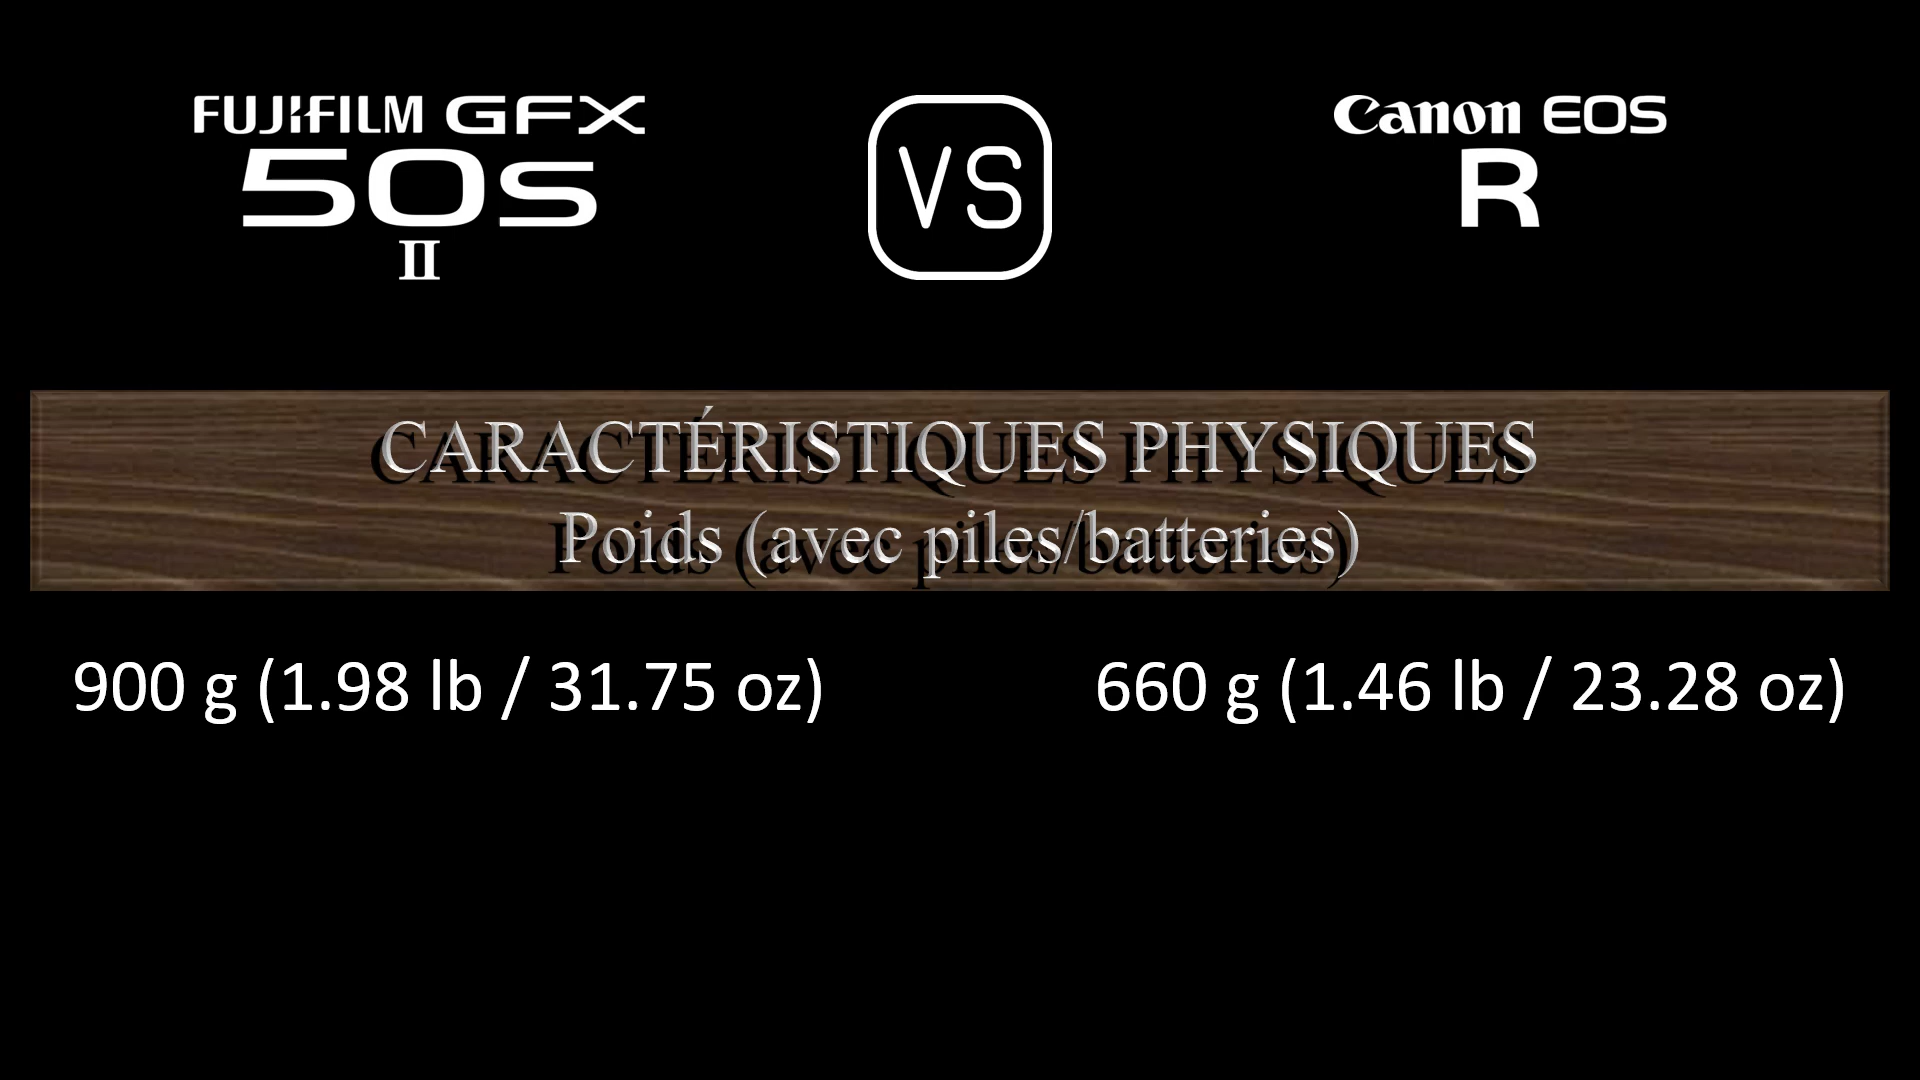 FUJIFILM GFX
50S
II
VS
Canon EOS
R
CARACTÉRISTIQUES PHYSIQUES
Poids (avec piles/batteries)
900 g (1.98 lb / 31.75 oz)
660 g (1.46 lb / 23.28 oz)